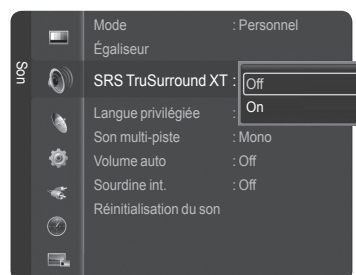 Son
Mode : Personnel
Égaliseur
SRS TruSurround XT : Off
On
Langue privilégiée :
Son multi-piste : Mono
Volume auto : Off
Sourdine int. : Off
Réinitialisation du son